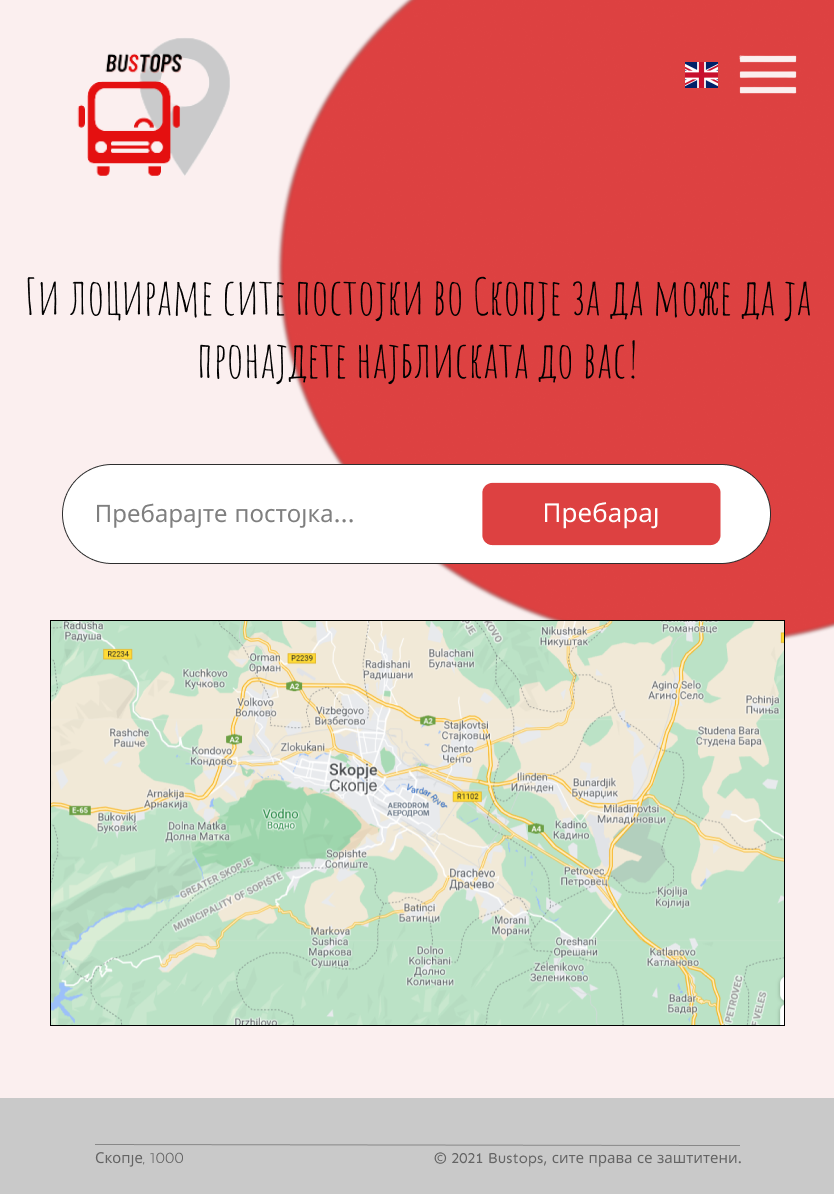 BUSTOPS
Ги лоцираме сите постојки во Скопје за да може да ја
пронајдете најблиската до вас!
Пребарајте постојка...
Пребарај
Radusha
Радуша
R2234
Orman
Орман
P2239
A2
Radishani
Радишани
Bulachani
Булачани
Nikushtak
Никуштак
Романовце
Kuchkovo
Кучково
Volkovo
Волково
Vizbegovo
Визбегово
A2
Stajkovtsi
Стајковци
Agino Selo
Агино Село
Pchinja
Пчиња
Rashche
Рашче
A2
Kondovo
Кондово
Zlokukani
Chento
Ченто
Studena Bara
Студена Бара
Skopje
Скопје
Vardar River
Ilinden
Илинден
Bunardjik
Бунарџик
Arnakija
Арнакија
R1102
AERODROM
АЕРОДРОМ
E-65
Bukovikj
Буковик
Vodno
Водно
Miladinovtsi
Миладиновци
Dolna Matka
Долна Матка
A4
Kadino
Кадино
Sopishte
Сопиште
GREATER SKOPJE
MUNICIPALITY OF SOPIŠTE
Drachevo
Драчево
Petrovec
Петровец
Kjojlija
Којлија
Batinci
Батинци
Morani
Морани
Markova
Sushica
Маркова
Сушица
Dolno
Kolichani
Долно
Количани
Oreshani
Орешани
Katlanovo
Катланово
Zelenikovo
Зелениково
Badar
Бадар
PETROVEC
VELES
Drzhilovo
Скопје, 1000
© 2021 Bustops, сите права се заштитени.